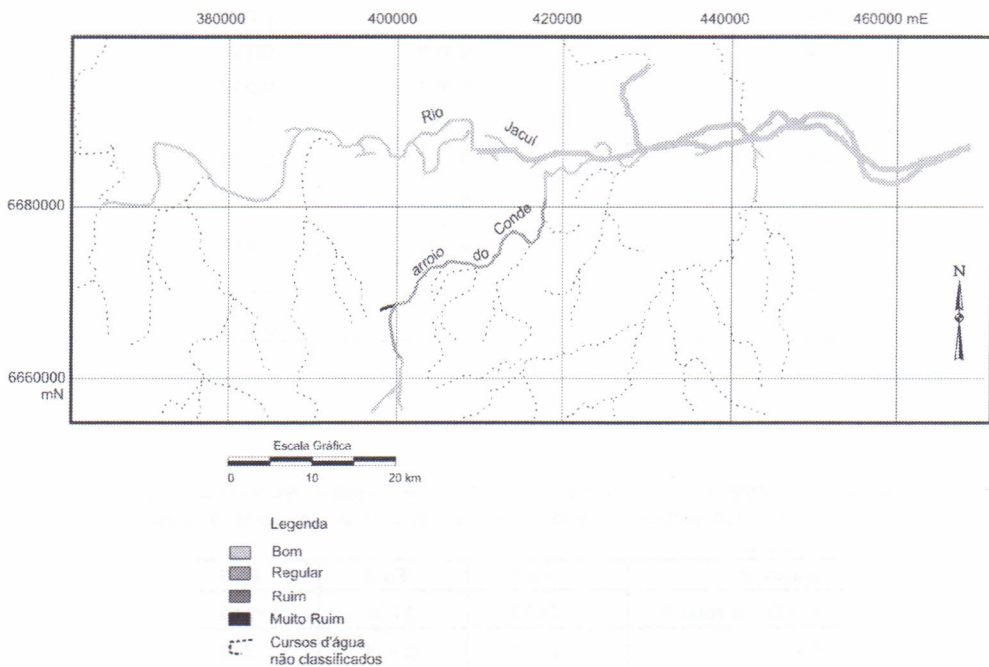 380000 400000 420000 440000 460000 mE
Rio
Jacuí
6680000
arroio do Conde
N
6660000
mN
Escala Gráfica
0 10 20 km
Legenda
Bom
Regular
Ruim
Muito Ruim
Cursos d'água
não classificados